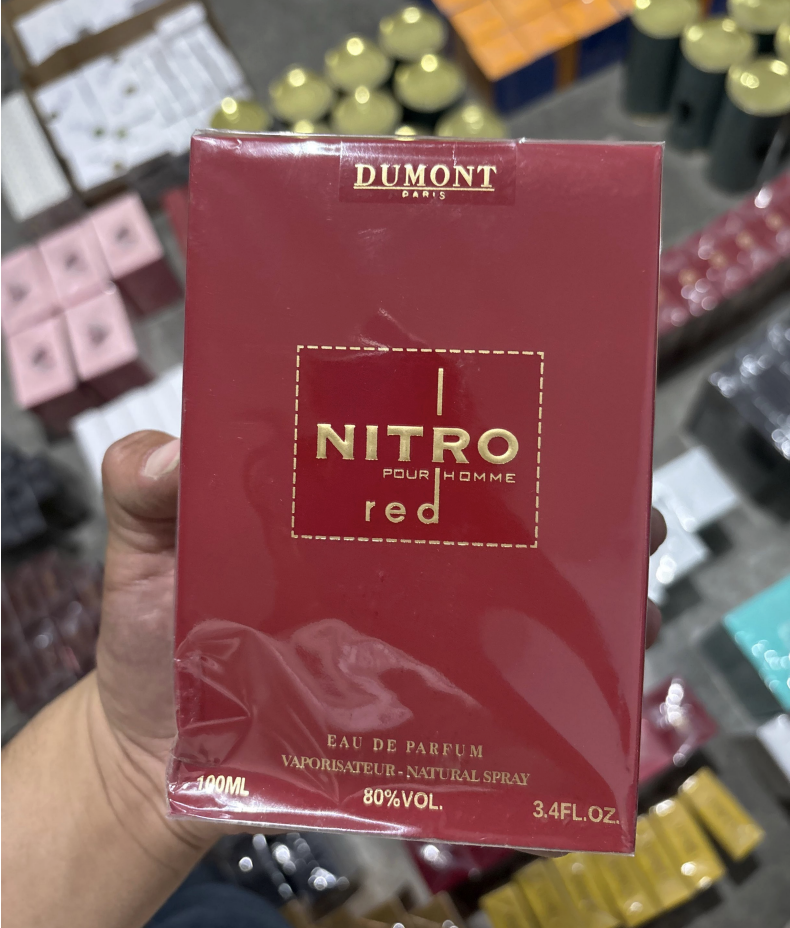 DUMONT
PARIS
NITRO
POUR HOMME
red
EAU DE PARFUM
VAPORISATEUR - NATURAL SPRAY
100ML
80%VOL.
3.4FL.OZ.